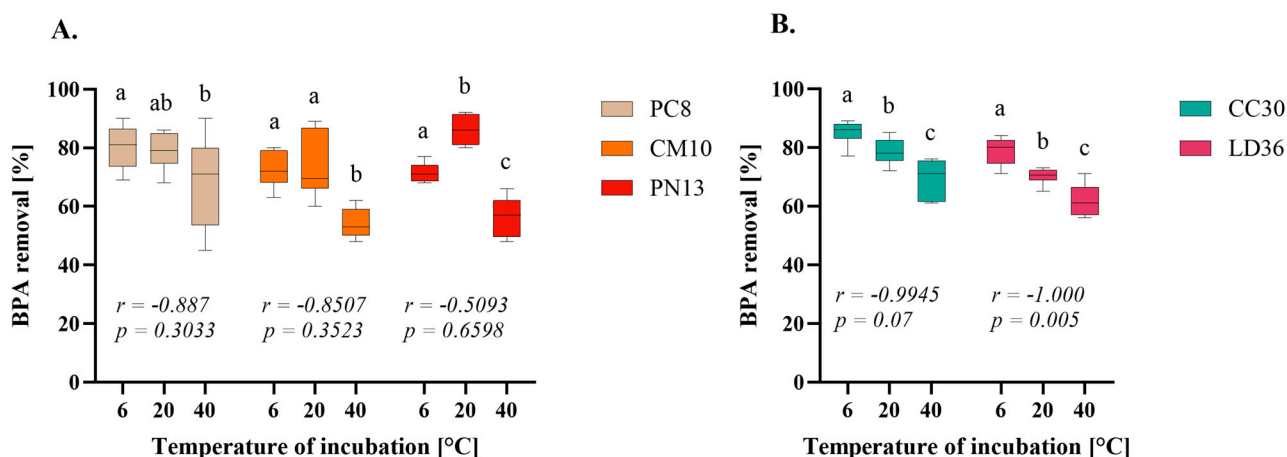 A.
BPA removal [%]
100
80
60
40
20
0
a ab b
a a b
a b c
r = -0.887
p = 0.3033
r = -0.8507
p = 0.3523
r = -0.5093
p = 0.6598
6 20 40 6 20 40 6 20 40
Temperature of incubation [°C]
PC8
CM10
PN13
B.
BPA removal [%]
100
80
60
40
20
0
a b c
a b c
r = -0.9945
p = 0.07
r = -1.000
p = 0.005
6 20 40 6 20 40
Temperature of incubation [°C]
CC30
LD36